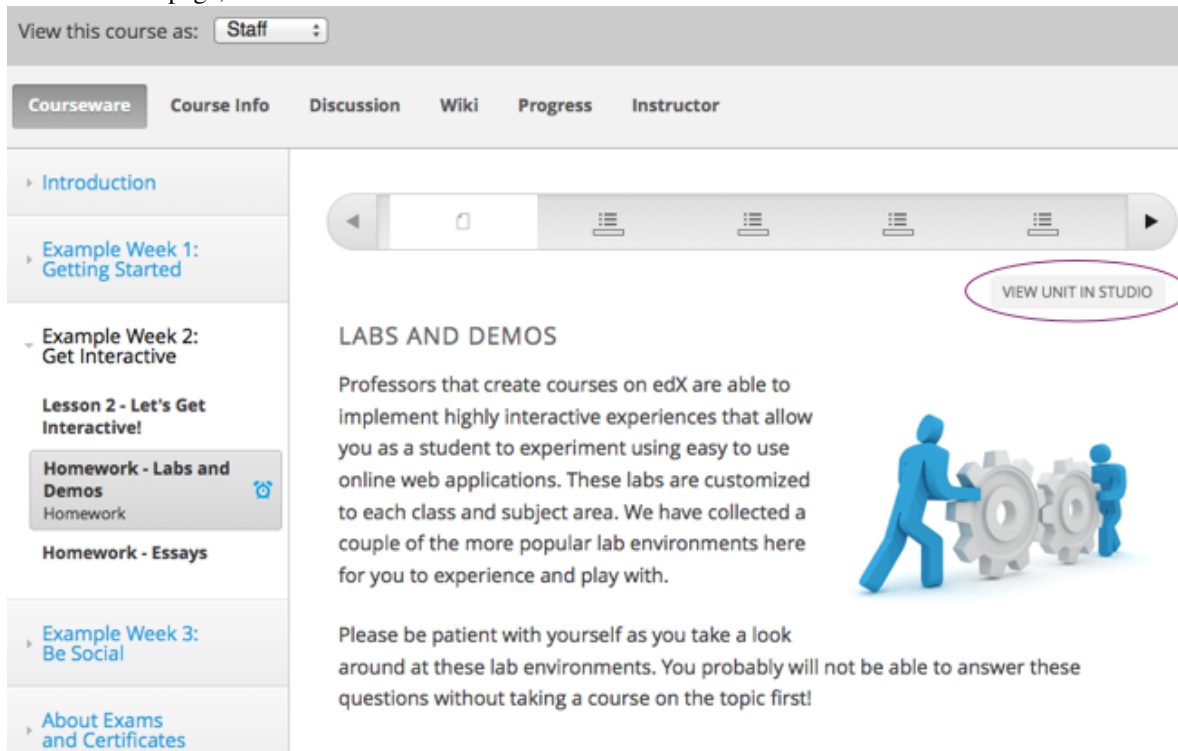 View this course as: Staff
Courseware Course Info Discussion Wiki Progress Instructor
Introduction
Example Week 1:
Getting Started
Example Week 2:
Get Interactive
Lesson 2 - Let's Get
Interactive!
Homework - Labs and
Demos
Homework
Homework - Essays
Example Week 3:
Be Social
About Exams
and Certificates
VIEW UNIT IN STUDIO
LABS AND DEMOS
Professors that create courses on edX are able to
implement highly interactive experiences that allow
you as a student to experiment using easy to use
online web applications. These labs are customized
to each class and subject area. We have collected a
couple of the more popular lab environments here
for you to experience and play with.
Please be patient with yourself as you take a look
around at these lab environments. You probably will not be able to answer these
questions without taking a course on the topic first!